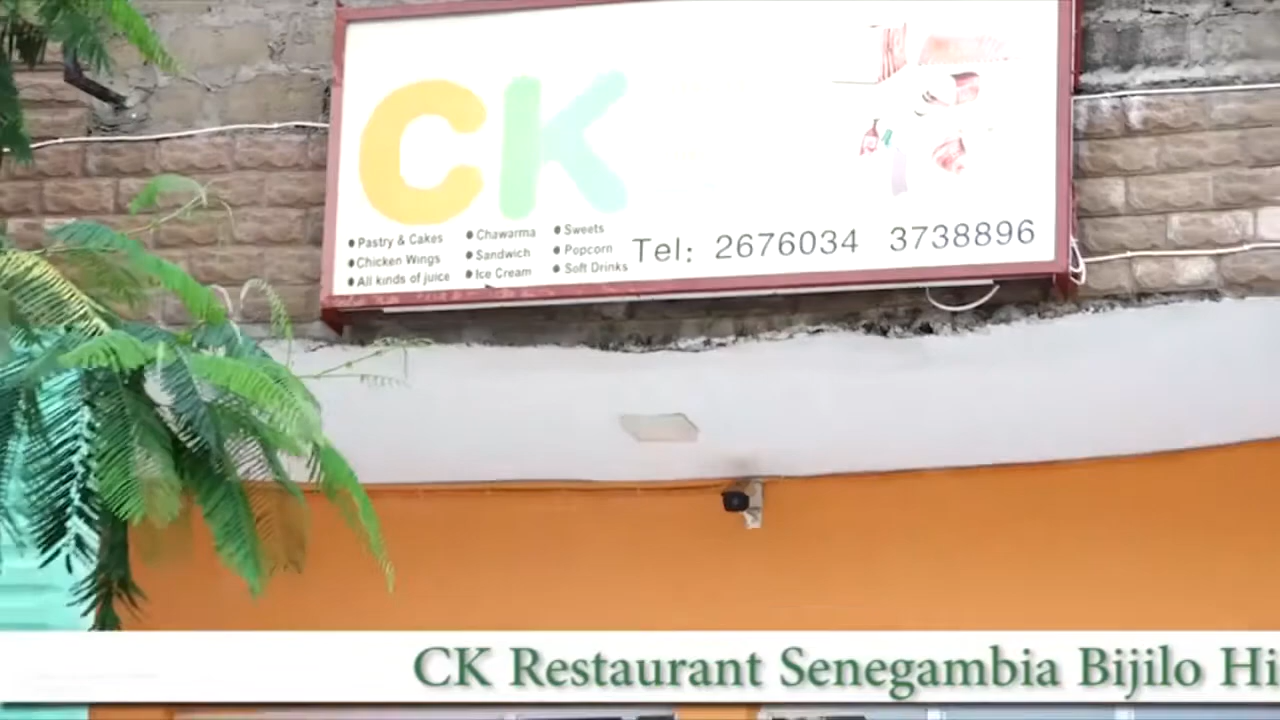 CK
• Pastry & Cakes
• Chicken Wings
• All kinds of juice
• Chawarma
• Sandwich
• Ice Cream
• Sweets
• Popcorn
• Soft Drinks
Tel: 2676034 3738896
CK Restaurant Senegambia Bijilo Hi